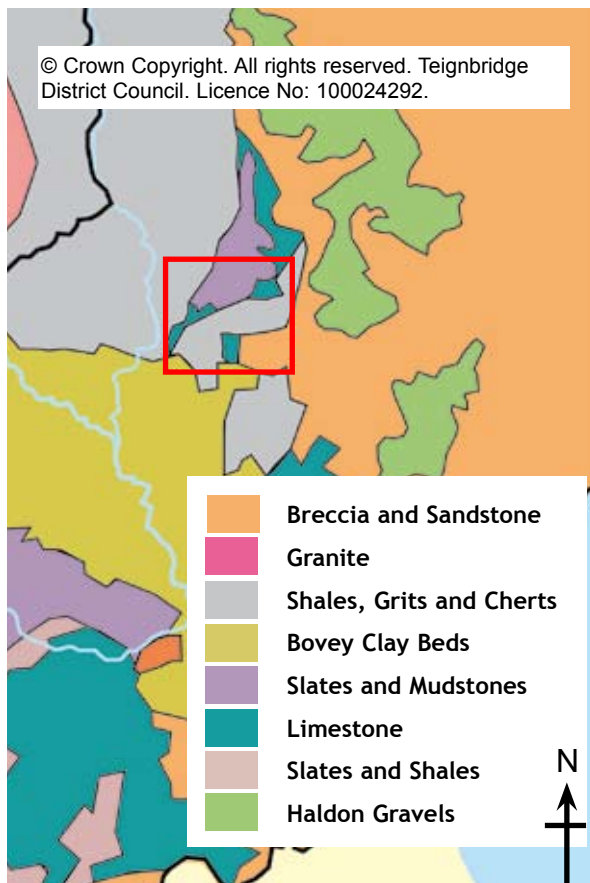 © Crown Copyright. All rights reserved. Teignbridge
District Council. Licence No: 100024292.
Breccia and Sandstone
Granite
Shales, Grits and Cherts
Bovey Clay Beds
Slates and Mudstones
Limestone
Slates and Shales
Haldon Gravels
N